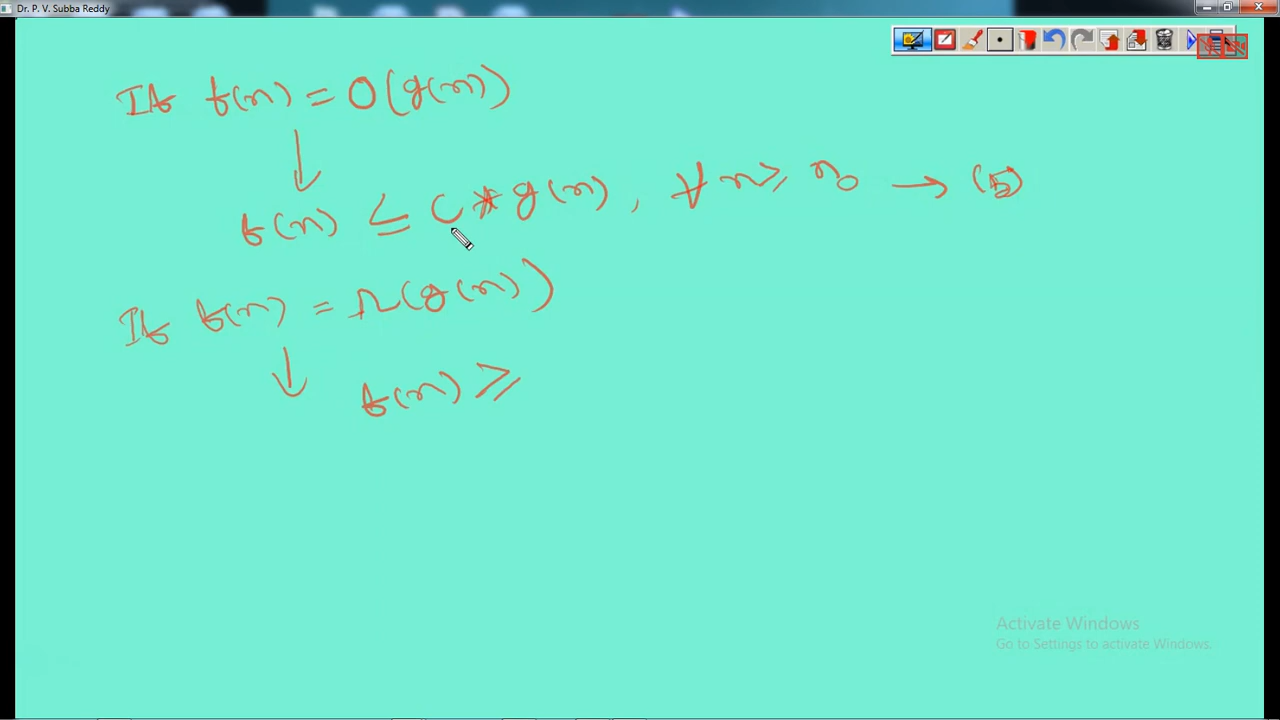 Dr. P. V. Subba Reddy
If f(n) = O(g(n))
↓
f(n) ≤ C * g(n), ∀ n ≥ n₀ → (5)
If f(n) = Ω(g(n))
↓ f(n) ≥
Activate Windows
Go to Settings to activate Windows.